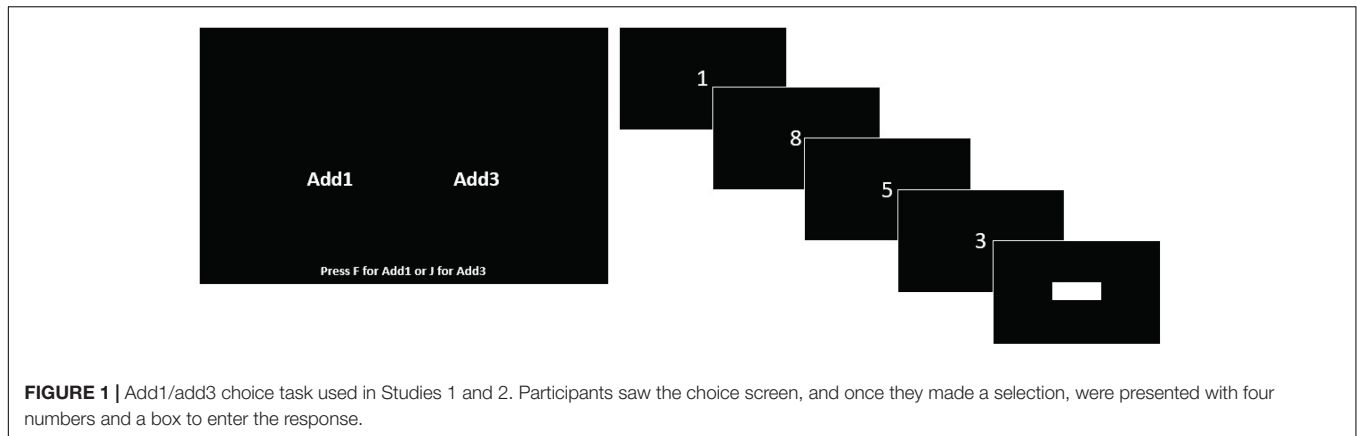 Add1 Add3
Press F for Add1 or J for Add3
1
8
5
3
FIGURE 1 | Add1/add3 choice task used in Studies 1 and 2. Participants saw the choice screen, and once they made a selection, were presented with four
numbers and a box to enter the response.